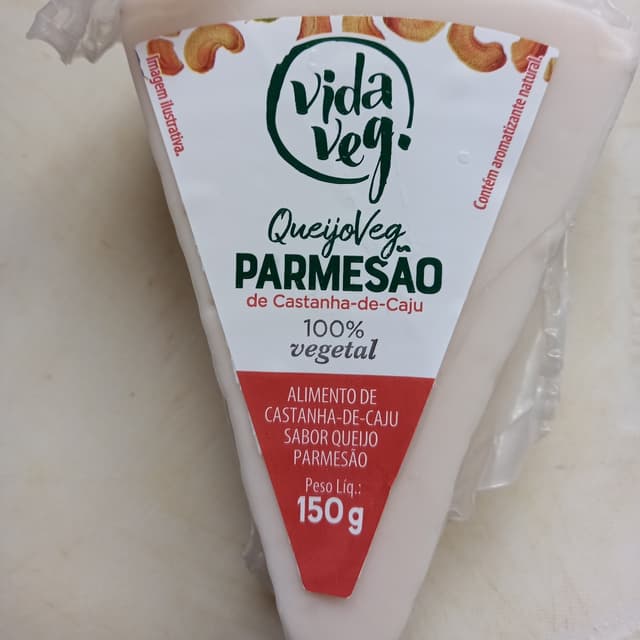 Imagem ilustrativa.
vida
veg.
Contém aromatizante natural.
QueijoVeg
PARMESÃO
de Castanha-de-Caju
100%
vegetal
ALIMENTO DE
CASTANHA-DE-CAJU
SABOR QUEIJO
PARMESÃO
Peso Líq.:
150 g